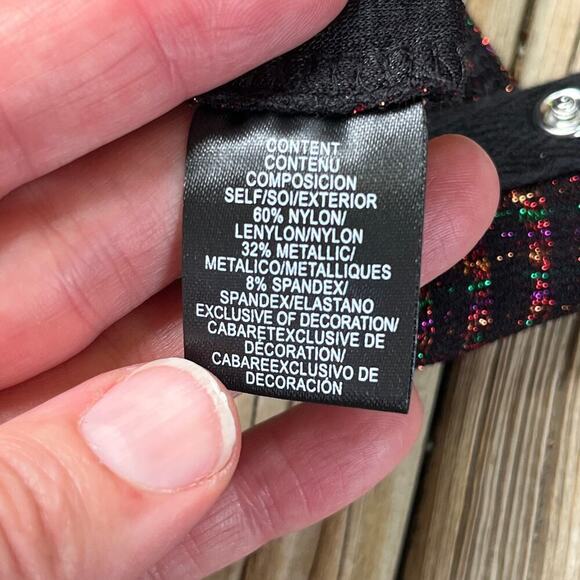 CONTENT
CONTENU
COMPOSICION
SELF/SOI/EXTERIOR
60% NYLON/
LENYLON/NYLON
32% METALLIC/
METALICO/METALLIQUES
8% SPANDEX/
SPANDEX/ELASTANO
EXCLUSIVE OF DECORATION/
CABARETEXCLUSIVE DE
DÉCORATION/
CABAREEXCLUSIVO DE
DECORACIÓN